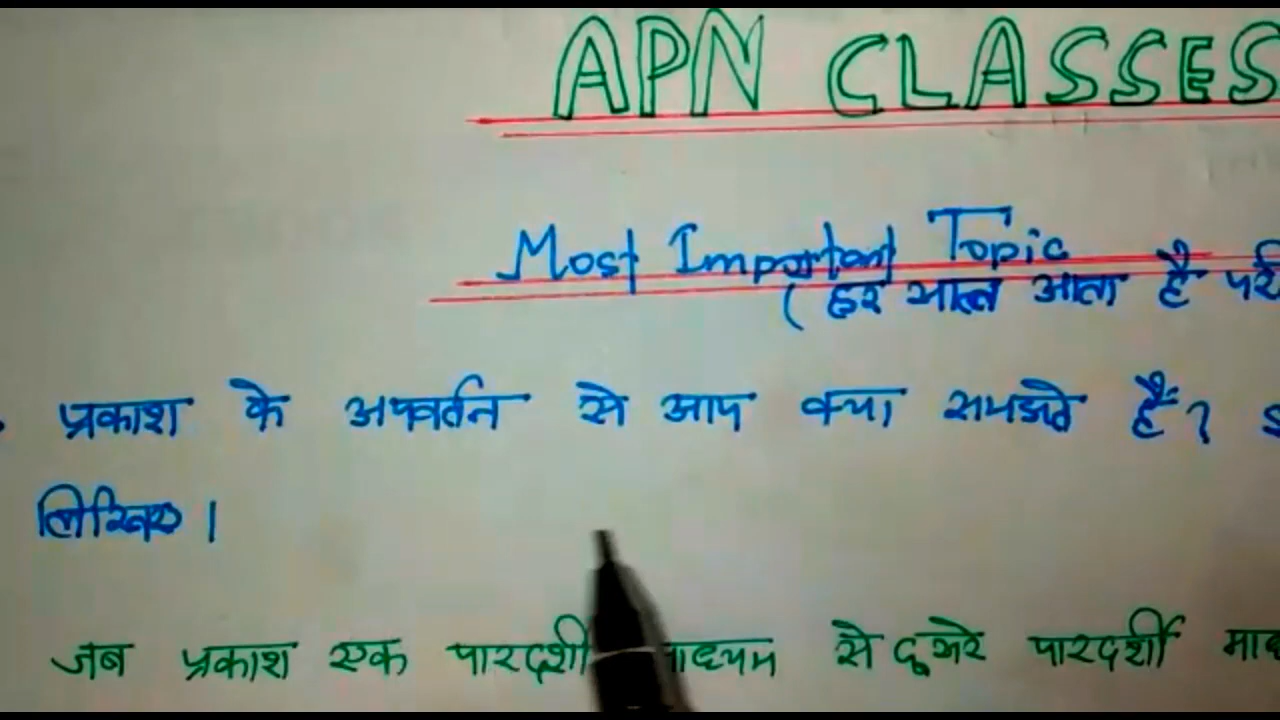 APN CLASSES
Most Important Topic
( हर साल आता है
प्रकाश के अपवर्तन से आप क्या समझते हैं?
लिखिए।
जब प्रकाश एक पारदर्शी माध्यम से दूसरे पारदर्शी